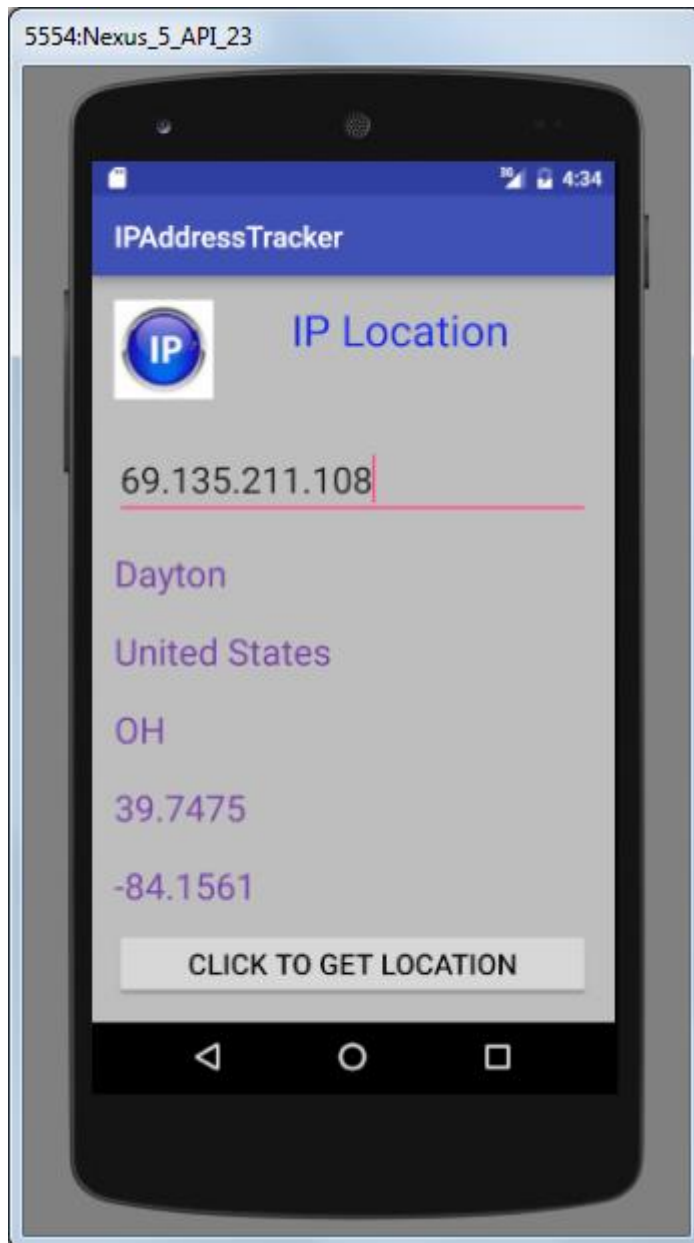 5554:Nexus_5_API_23
3G 4:34
IPAddressTracker
IP
IP Location
69.135.211.108
Dayton
United States
OH
39.7475
-84.1561
CLICK TO GET LOCATION